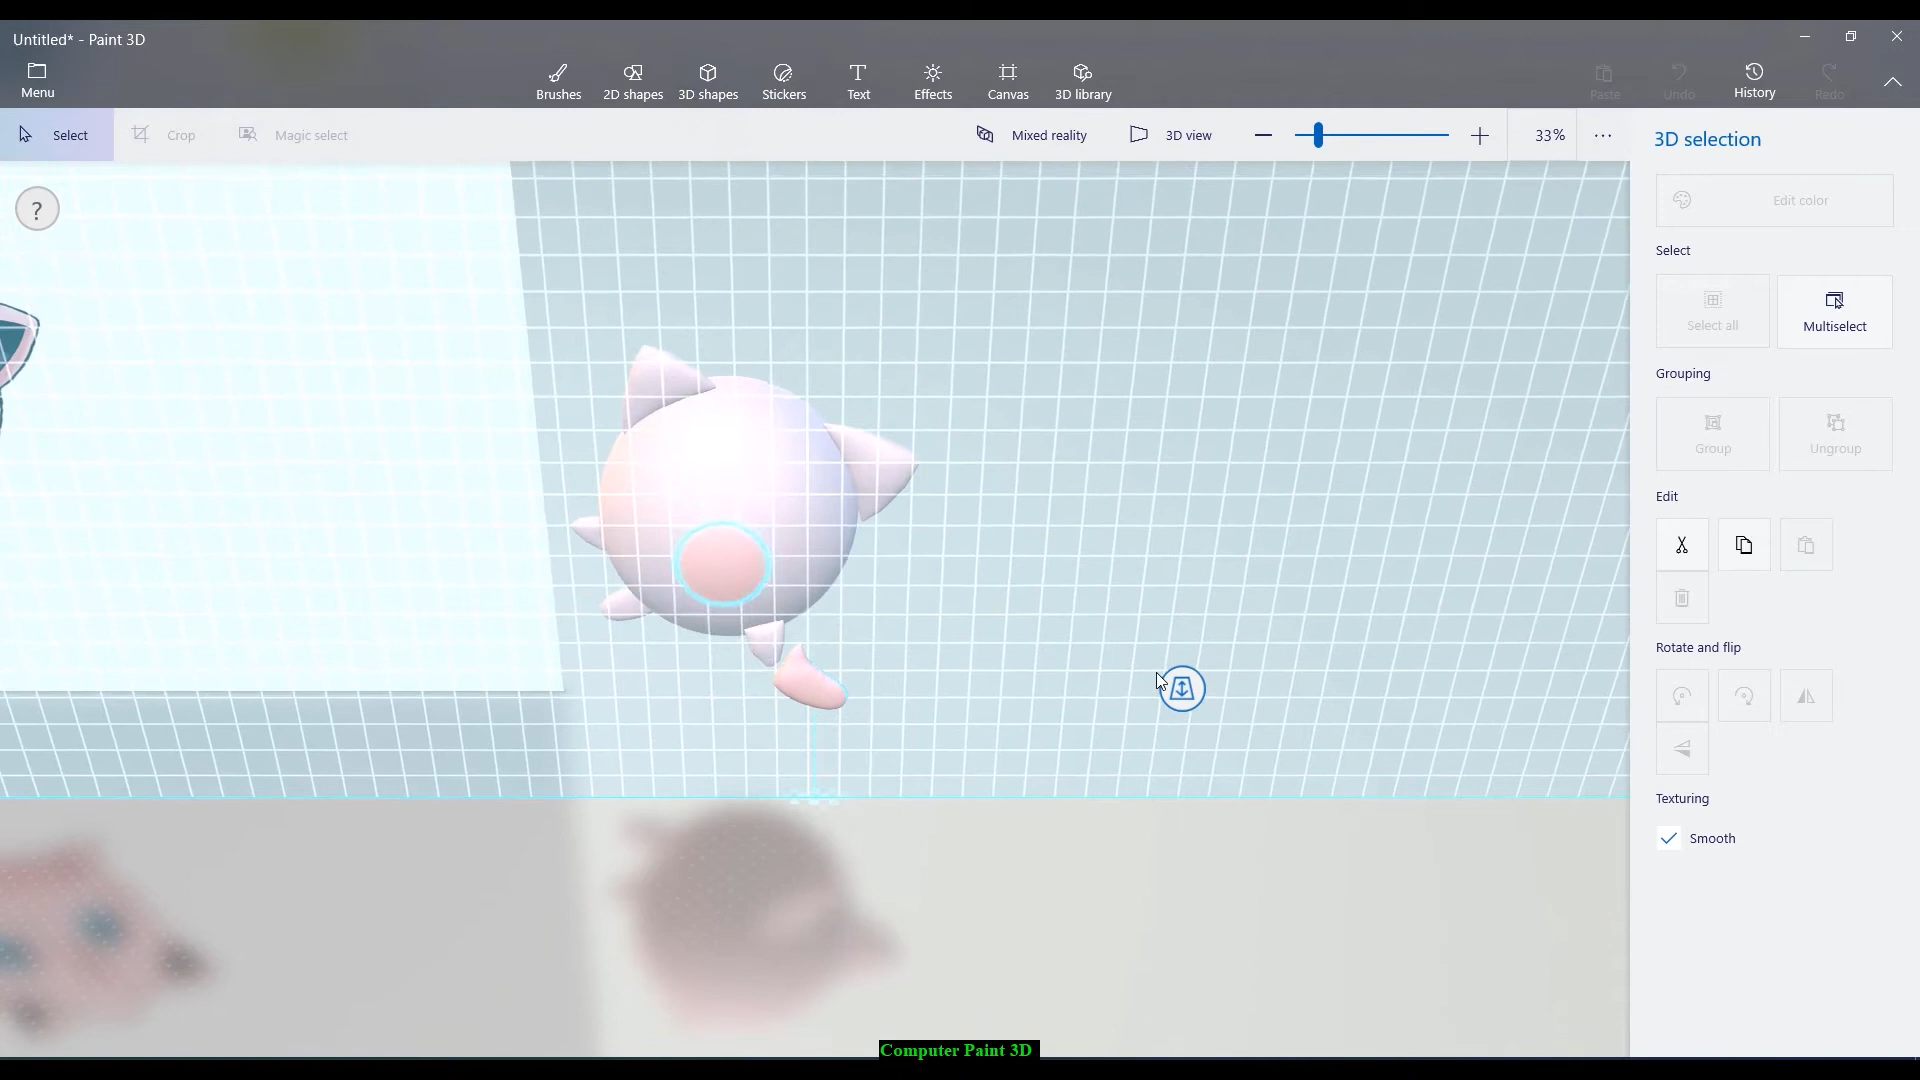 Untitled* - Paint 3D
Menu
Brushes
2D shapes
3D shapes
Stickers
Text
Effects
Canvas
3D library
Paste
Undo
History
Redo
Select
Crop
Magic select
Mixed reality
3D view
33%
3D selection
?
Edit color
Select
Select all
Multiselect
Grouping
Group
Ungroup
Edit
Rotate and flip
Texturing
Smooth
Computer Paint 3D